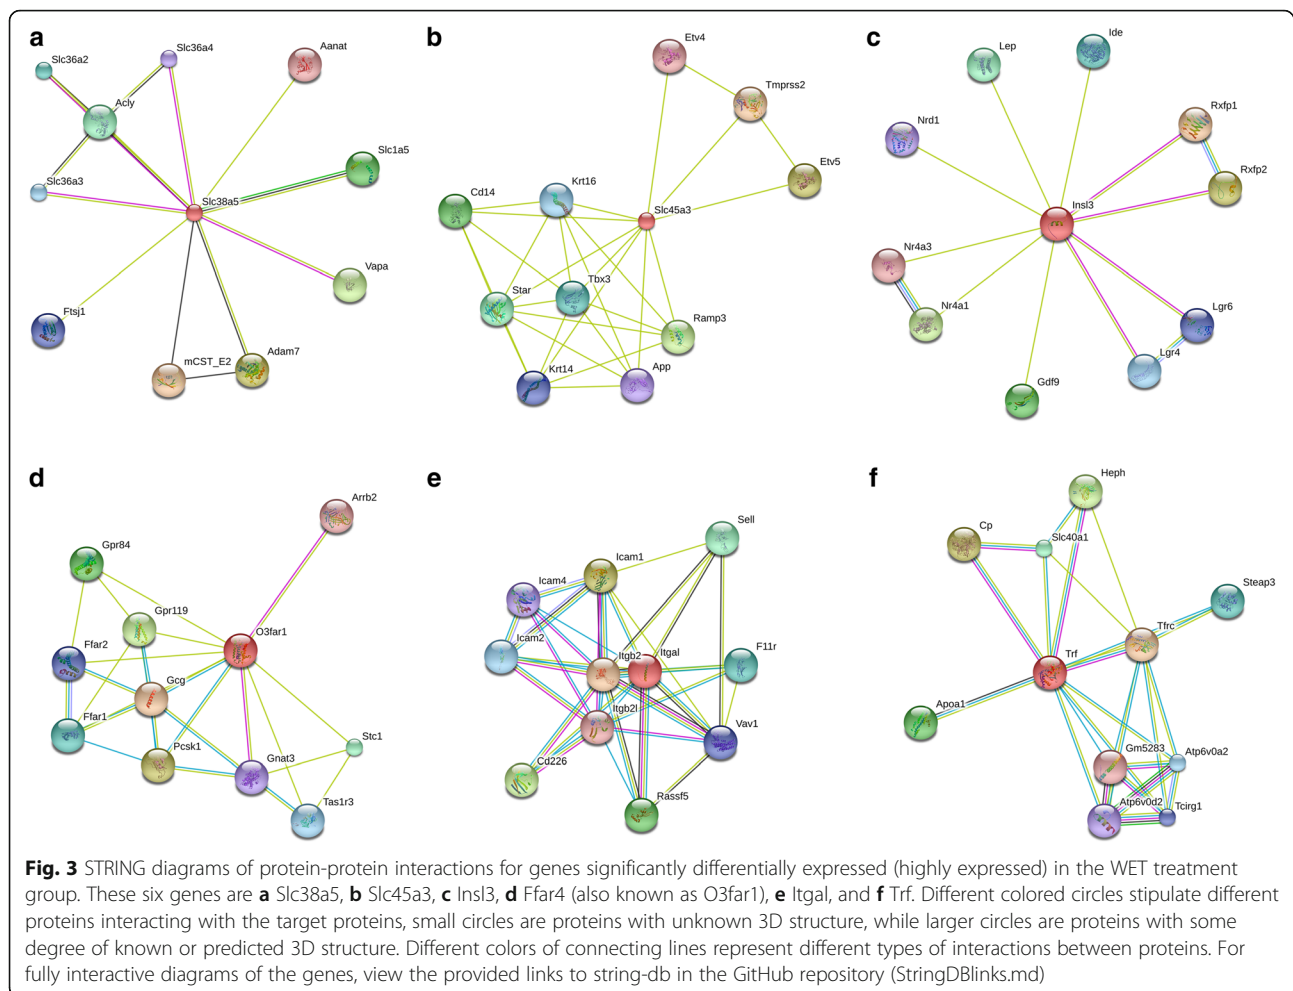 a
Slc36a2
Slc36a4
Aanat
Acly
Slc1a5
Slc36a3
Slc38a5
Vapa
Ftsj1
mCST_E2
Adam7
b
Etv4
Tmprss2
Etv5
Cd14
Krt16
Slc45a3
Star
Tbx3
Ramp3
Krt14
App
c
Lep
Ide
Nrd1
Rxfp1
Rxfp2
Insl3
Nr4a3
Nr4a1
Lgr6
Lgr4
Gdf9
d
Arrb2
Gpr84
Gpr119
O3far1
Ffar2
Gcg
Ffar1
Pcsk1
Gnat3
Stc1
Tas1r3
e
Sell
Icam1
Icam4
Icam2
Itgb2
Itgal
F11r
Itgb2l
Vav1
Cd226
Rassf5
f
Heph
Cp
Slc40a1
Steap3
Tfrc
Trf
Apoa1
Gm5283
Atp6v0a2
Atp6v0d2
Tcirg1
Fig. 3 STRING diagrams of protein-protein interactions for genes significantly differentially expressed (highly expressed) in the WET treatment
group. These six genes are a Slc38a5, b Slc45a3, c Insl3, d Ffar4 (also known as O3far1), e Itgal, and f Trf. Different colored circles stipulate different
proteins interacting with the target proteins, small circles are proteins with unknown 3D structure, while larger circles are proteins with some
degree of known or predicted 3D structure. Different colors of connecting lines represent different types of interactions between proteins. For
fully interactive diagrams of the genes, view the provided links to string-db in the GitHub repository (StringDBlinks.md)